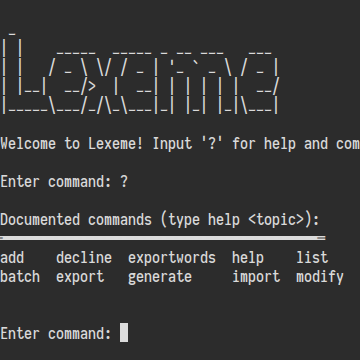 Lexeme
Welcome to Lexeme! Input '?' for help and com
Enter command: ?
Documented commands (type help <topic>):
add decline exportwords help list
batch export generate import modify
Enter command: